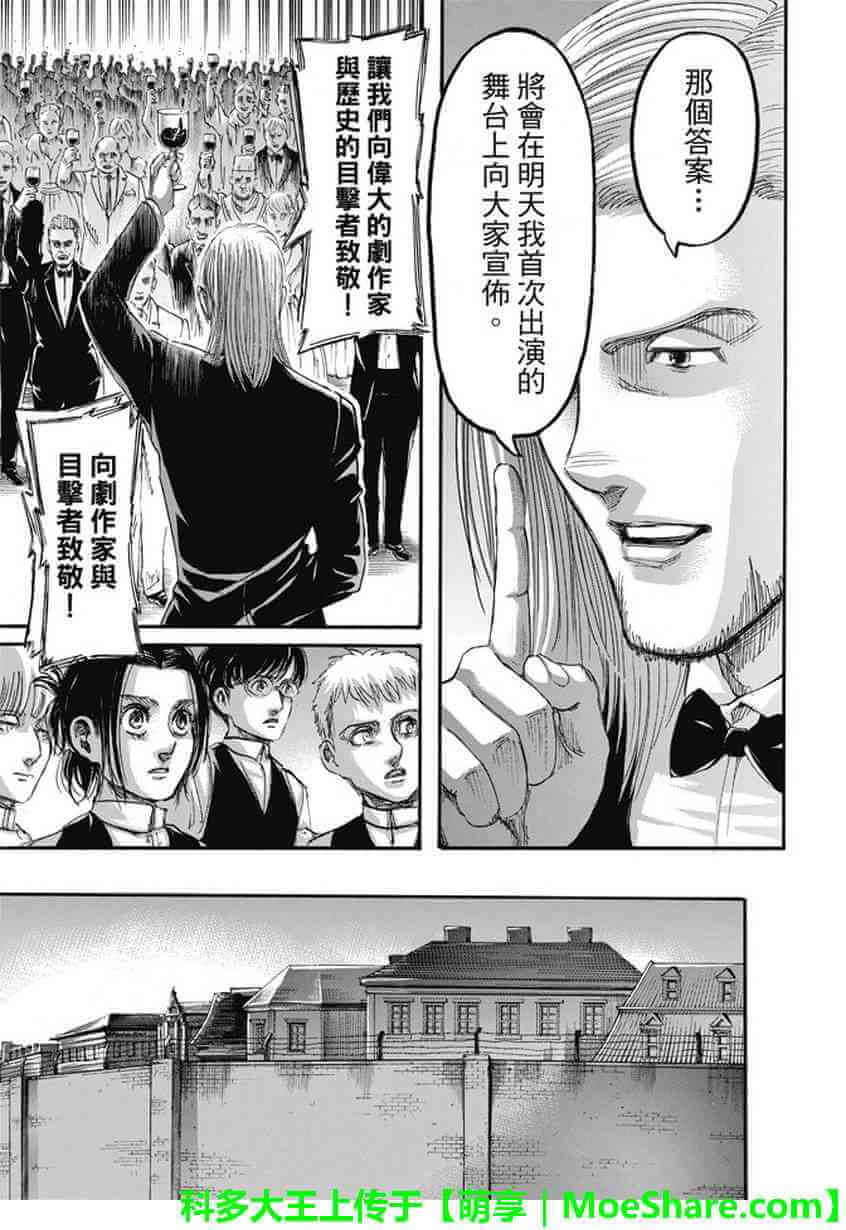 那個答案…
將會在明天我首次出演的
舞台上向大家宣佈。
讓我們向偉大的劇作家
與歷史的目擊者致敬！
向劇作家與
目擊者致敬！
科多大王上传于【萌享｜MoeShare.com】